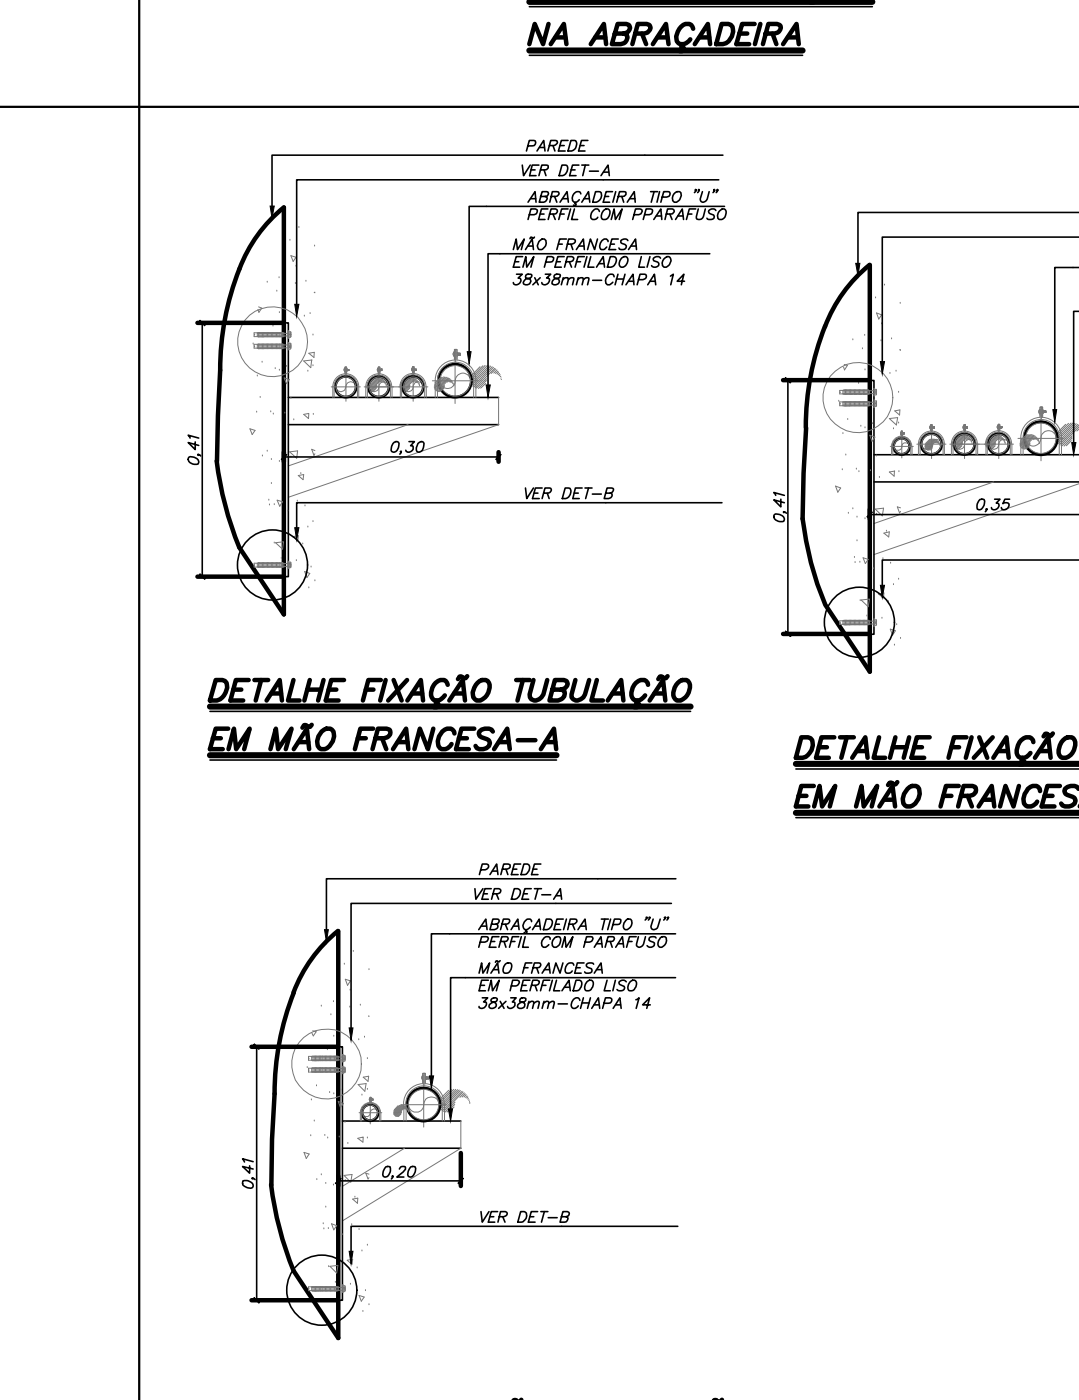 NA ABRAÇADEIRA
PAREDE
VER DET-A
ABRAÇADEIRA TIPO "U"
PERFIL COM PPARAFUSO
MÃO FRANCESA
EM PERFILADO LISO
38x38mm-CHAPA 14
0,41
0,30
VER DET-B
DETALHE FIXAÇÃO TUBULAÇÃO
EM MÃO FRANCESA-A
0,41
0,35
DETALHE FIXAÇÃO
EM MÃO FRANCES
PAREDE
VER DET-A
ABRAÇADEIRA TIPO "U"
PERFIL COM PARAFUSO
MÃO FRANCESA
EM PERFILADO LISO
38x38mm-CHAPA 14
0,41
0,20
VER DET-B